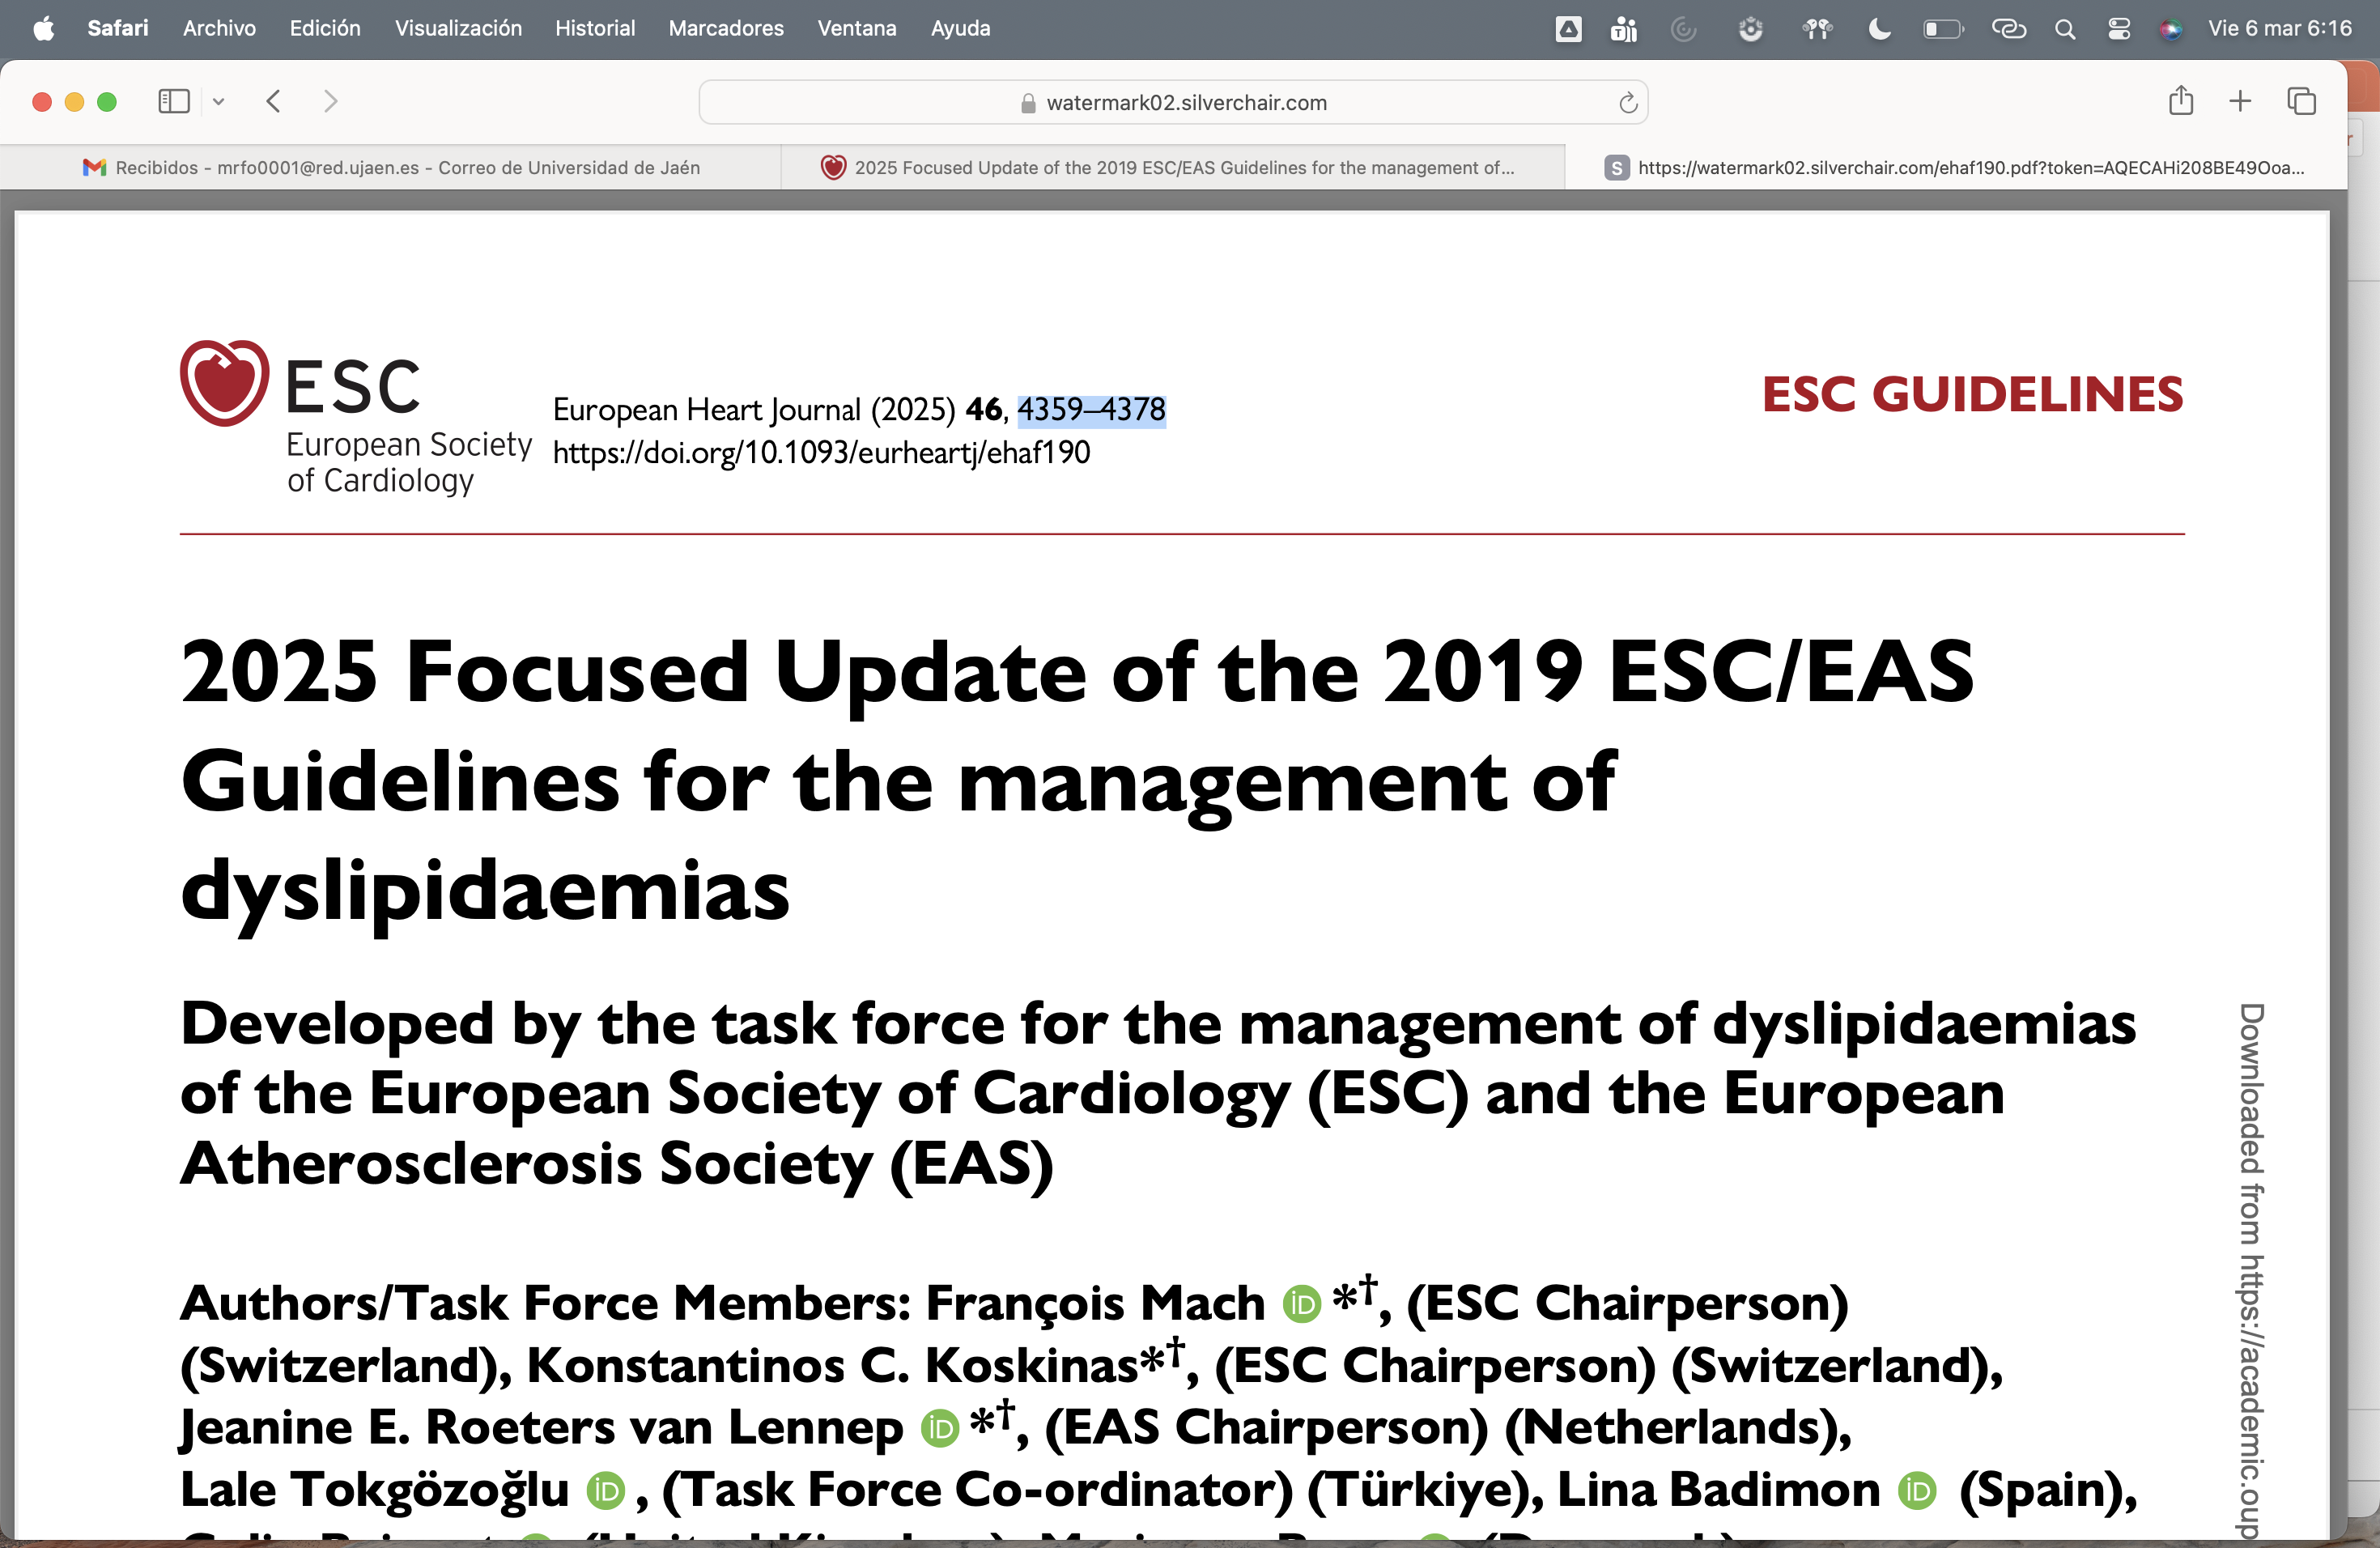 Safari Archivo Edición Visualización Historial Marcadores Ventana Ayuda Vie 6 mar 6:16
watermark02.silverchair.com
Recibidos - mrfo0001@red.ujaen.es - Correo de Universidad de Jaén
2025 Focused Update of the 2019 ESC/EAS Guidelines for the management of...
S https://watermark02.silverchair.com/ehaf190.pdf?token=AQECAHi208BE49Ooa...
ESC
European Society
of Cardiology
European Heart Journal (2025) 46, 4359–4378
https://doi.org/10.1093/eurheartj/ehaf190
ESC GUIDELINES
2025 Focused Update of the 2019 ESC/EAS
Guidelines for the management of
dyslipidaemias
Developed by the task force for the management of dyslipidaemias
of the European Society of Cardiology (ESC) and the European
Atherosclerosis Society (EAS)
Authors/Task Force Members: François Mach iD *†, (ESC Chairperson)
(Switzerland), Konstantinos C. Koskinas*†, (ESC Chairperson) (Switzerland),
Jeanine E. Roeters van Lennep iD *†, (EAS Chairperson) (Netherlands),
Lale Tokgözoğlu iD , (Task Force Co-ordinator) (Türkiye), Lina Badimon iD (Spain),
Downloaded from https://academic.oup